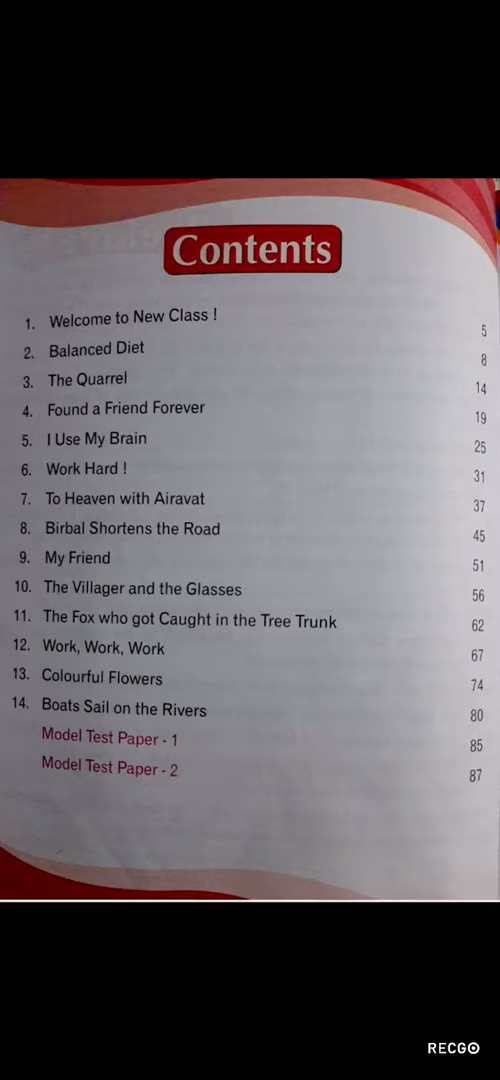 Contents
1. Welcome to New Class ! 5
2. Balanced Diet 8
3. The Quarrel 14
4. Found a Friend Forever 19
5. I Use My Brain 25
6. Work Hard ! 31
7. To Heaven with Airavat 37
8. Birbal Shortens the Road 45
9. My Friend 51
10. The Villager and the Glasses 56
11. The Fox who got Caught in the Tree Trunk 62
12. Work, Work, Work 67
13. Colourful Flowers 74
14. Boats Sail on the Rivers 80
Model Test Paper - 1 85
Model Test Paper - 2 87
RECGO